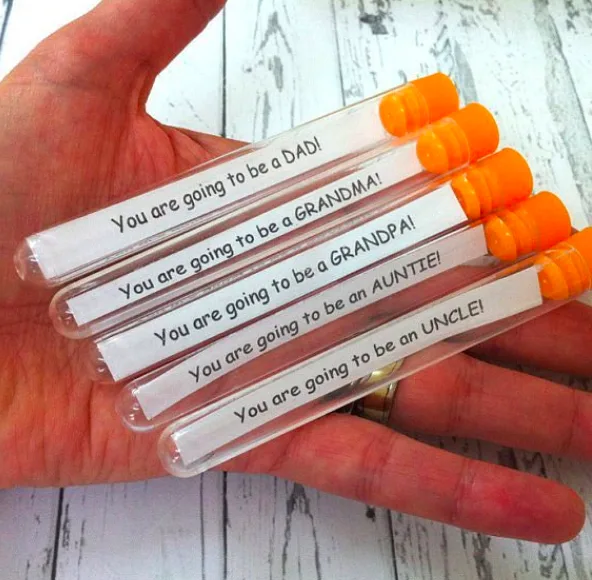 You are going to be a DAD!
You are going to be a GRANDMA!
You are going to be a GRANDPA!
You are going to be an AUNTIE!
You are going to be an UNCLE!